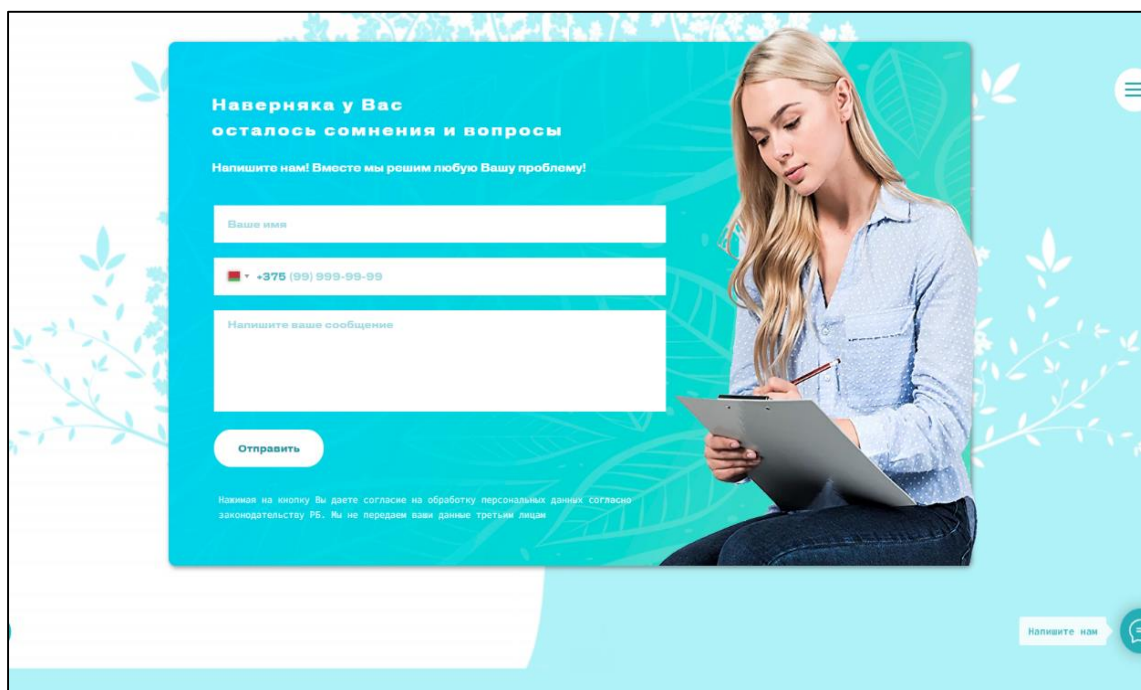 Наверняка у Вас
осталось сомнения и вопросы
Напишите нам! Вместе мы решим любую Вашу проблему!
Ваше имя
+375 (99) 999-99-99
Напишите ваше сообщение
Отправить
Нажимая на кнопку Вы даете согласие на обработку персональных данных согласно
законодательству РБ. Мы не передаем ваши данные третьим лицам
Напишите нам